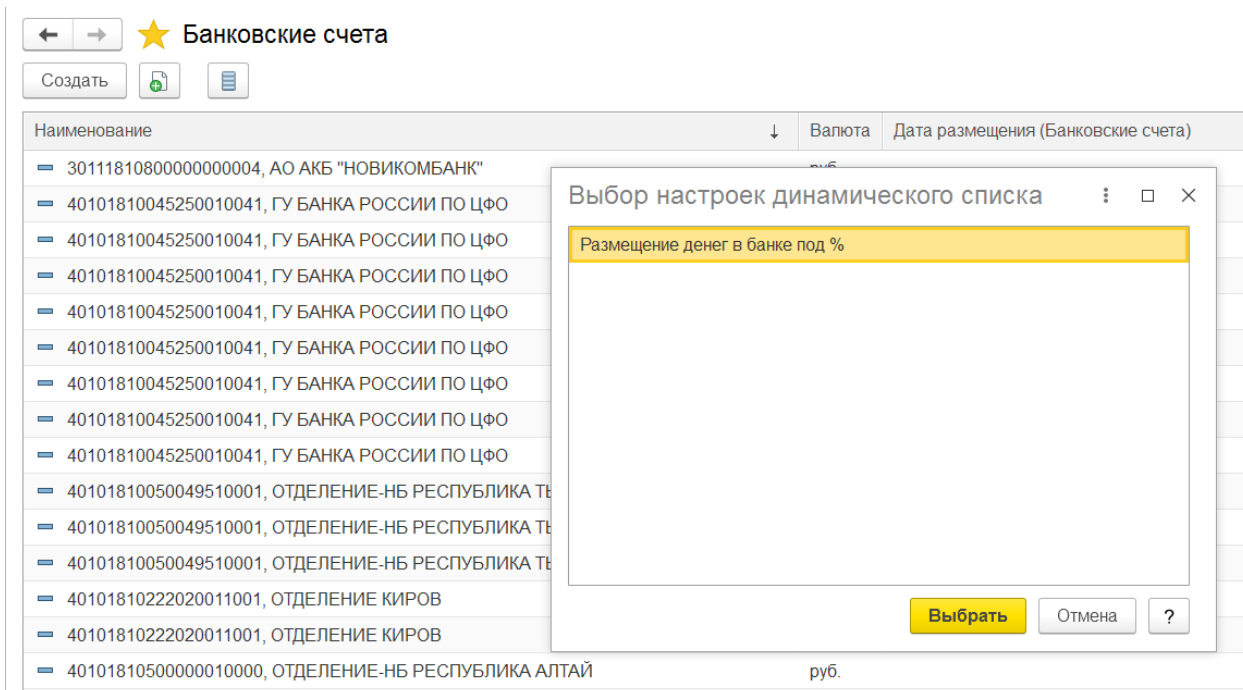 Банковские счета
Создать
Наименование ↓ Валюта Дата размещения (Банковские счета)
30111810800000000004, АО АКБ "НОВИКОМБАНК" руб.
40101810045250010041, ГУ БАНКА РОССИИ ПО ЦФО
40101810045250010041, ГУ БАНКА РОССИИ ПО ЦФО
40101810045250010041, ГУ БАНКА РОССИИ ПО ЦФО
40101810045250010041, ГУ БАНКА РОССИИ ПО ЦФО
40101810045250010041, ГУ БАНКА РОССИИ ПО ЦФО
40101810045250010041, ГУ БАНКА РОССИИ ПО ЦФО
40101810045250010041, ГУ БАНКА РОССИИ ПО ЦФО
40101810045250010041, ГУ БАНКА РОССИИ ПО ЦФО
40101810050049510001, ОТДЕЛЕНИЕ-НБ РЕСПУБЛИКА
40101810050049510001, ОТДЕЛЕНИЕ-НБ РЕСПУБЛИКА
40101810050049510001, ОТДЕЛЕНИЕ-НБ РЕСПУБЛИКА
40101810222020011001, ОТДЕЛЕНИЕ КИРОВ
40101810222020011001, ОТДЕЛЕНИЕ КИРОВ
40101810500000010000, ОТДЕЛЕНИЕ-НБ РЕСПУБЛИКА АЛТАЙ руб.
Выбор настроек динамического списка
Размещение денег в банке под %
Выбрать Отмена ?